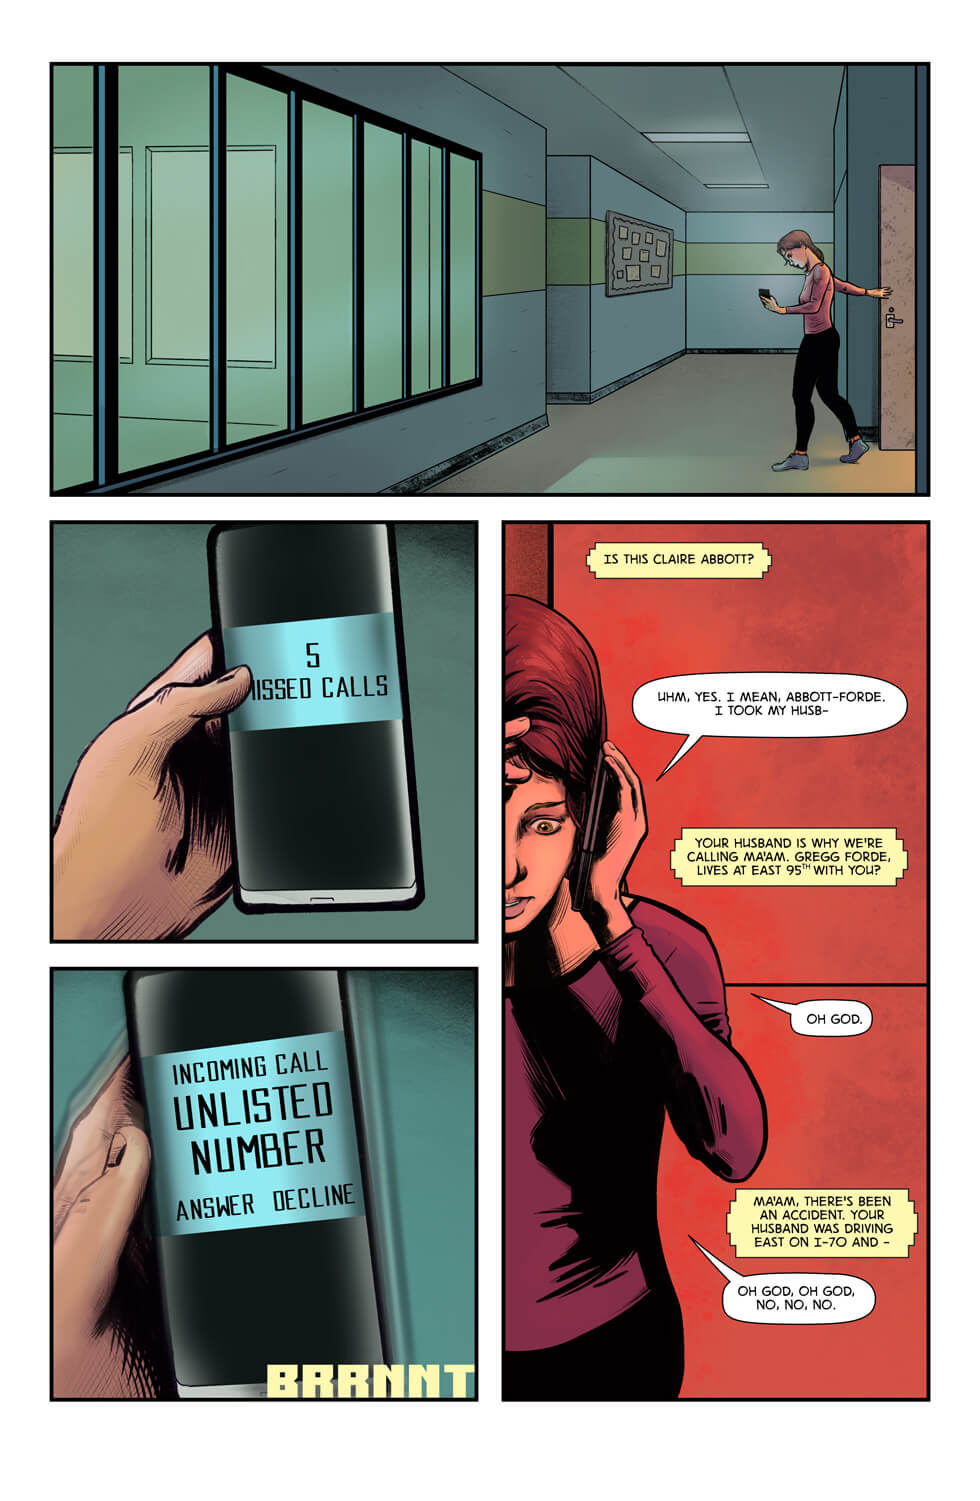 5
MISSED CALLS
INCOMING CALL
UNLISTED
NUMBER
ANSWER DECLINE
BRRNNT
IS THIS CLAIRE ABBOTT?
UHM, YES. I MEAN, ABBOTT-FORDE.
I TOOK MY HUSB-
YOUR HUSBAND IS WHY WE'RE
CALLING MA'AM. GREGG FORDE,
LIVES AT EAST 95TH WITH YOU?
OH GOD.
MA'AM, THERE'S BEEN
AN ACCIDENT. YOUR
HUSBAND WAS DRIVING
EAST ON I-70 AND -
OH GOD, OH GOD,
NO, NO, NO.